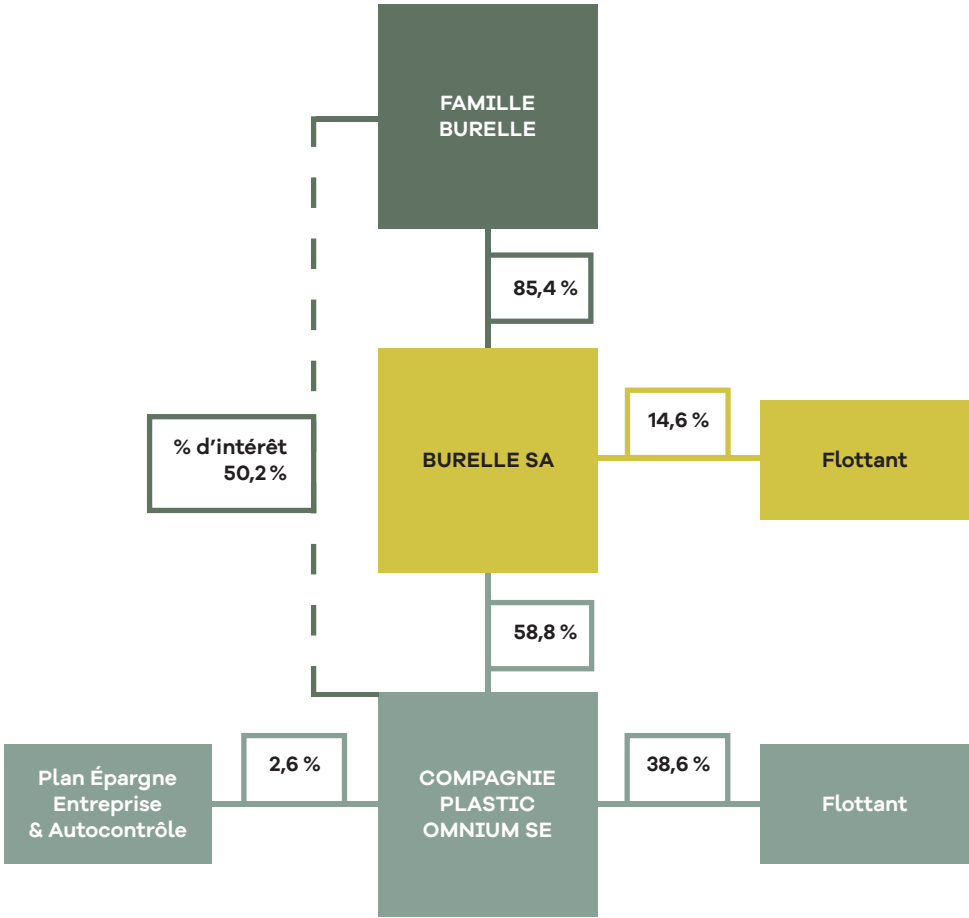 FAMILLE
BURELLE
85,4 %
% d'intérêt
50,2 %
BURELLE SA
14,6 %
Flottant
58,8 %
Plan Épargne
Entreprise
& Autocontrôle
2,6 %
COMPAGNIE
PLASTIC
OMNIUM SE
38,6 %
Flottant